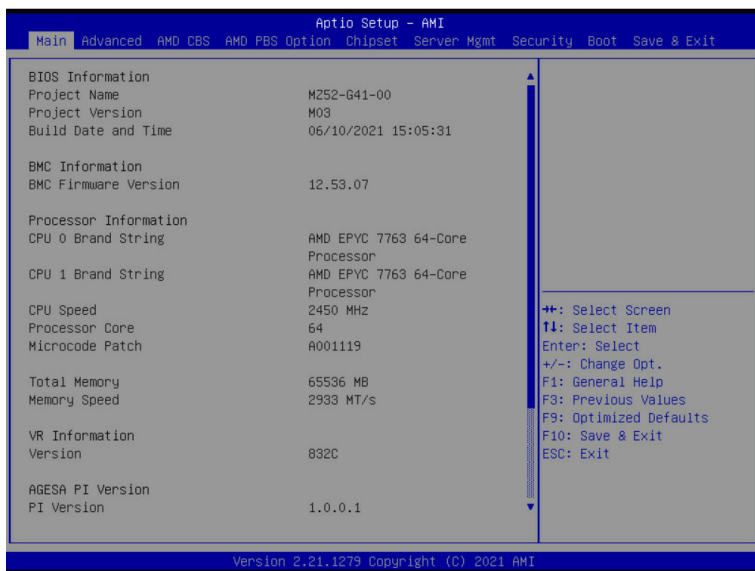 Aptio Setup - AMI
Main Advanced AMD CBS AMD PBS Option Chipset Server Mgmt Security Boot Save & Exit
BIOS Information
Project Name MZ52-G41-00
Project Version M03
Build Date and Time 06/10/2021 15:05:31
BMC Information
BMC Firmware Version 12.53.07
Processor Information
CPU 0 Brand String AMD EPYC 7763 64-Core
Processor
CPU 1 Brand String AMD EPYC 7763 64-Core
Processor
CPU Speed 2450 MHz
Processor Core 64
Microcode Patch A001119
Total Memory 65536 MB
Memory Speed 2933 MT/s
VR Information
Version 832C
AGESA PI Version
PI Version 1.0.0.1
→←: Select Screen
↑↓: Select Item
Enter: Select
+/-: Change Opt.
F1: General Help
F3: Previous Values
F9: Optimized Defaults
F10: Save & Exit
ESC: Exit
Version 2.21.1279 Copyright (C) 2021 AMI